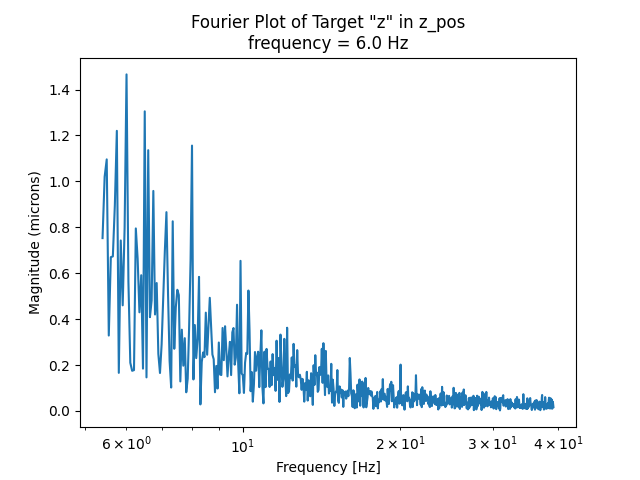 Fourier Plot of Target "z" in z_pos
frequency = 6.0 Hz
1.4
1.2
1.0
0.8
0.6
0.4
0.2
0.0
Magnitude (microns)
6 × 10⁰
10¹
2 × 10¹
3 × 10¹
4 × 10¹
Frequency [Hz]